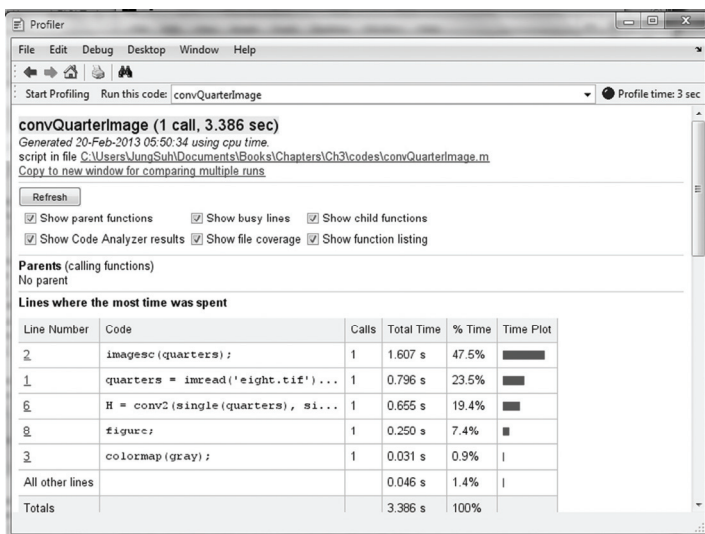 Profiler
File Edit Debug Desktop Window Help
Start Profiling Run this code: convQuarterImage Profile time: 3 sec
convQuarterImage (1 call, 3.386 sec)
Generated 20-Feb-2013 05:50:34 using cpu time.
script in file C:\Users\JungSuh\Documents\Books\Chapters\Ch3\codes\convQuarterImage.m
Copy to new window for comparing multiple runs
Refresh
Show parent functions Show busy lines Show child functions
Show Code Analyzer results Show file coverage Show function listing
Parents (calling functions)
No parent
Lines where the most time was spent
Line Number Code Calls Total Time % Time Time Plot
2 imagesc(quarters); 1 1.607 s 47.5%
1 quarters = imread('eight.tif')... 1 0.796 s 23.5%
6 H = conv2(single(quarters), si... 1 0.655 s 19.4%
8 figure; 1 0.250 s 7.4%
3 colormap(gray); 1 0.031 s 0.9%
All other lines 0.046 s 1.4%
Totals 3.386 s 100%